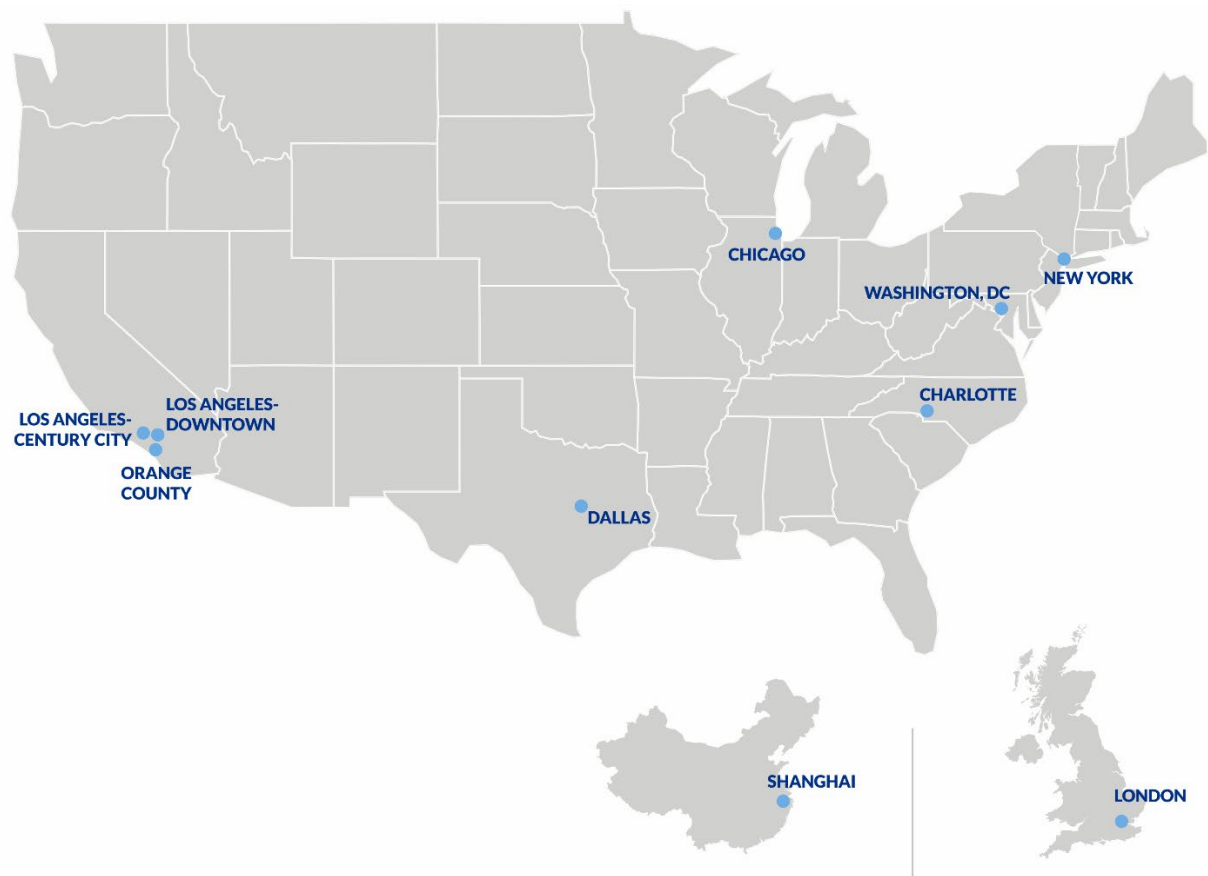 CHICAGO
NEW YORK
WASHINGTON, DC
CHARLOTTE
LOS ANGELES-
CENTURY CITY
LOS ANGELES-
DOWNTOWN
ORANGE
COUNTY
DALLAS
SHANGHAI
LONDON